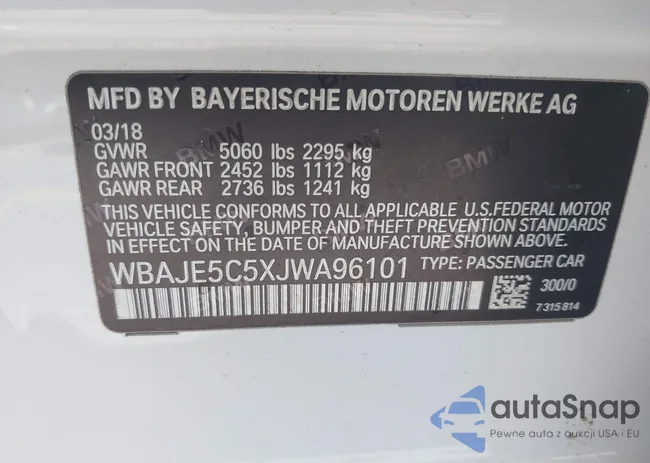 MFD BY BAYERISCHE MOTOREN WERKE AG
03/18
GVWR 5060 lbs 2295 kg
GAWR FRONT 2452 lbs 1112 kg
GAWR REAR 2736 lbs 1241 kg
THIS VEHICLE CONFORMS TO ALL APPLICABLE U.S.FEDERAL MOTOR
VEHICLE SAFETY, BUMPER AND THEFT PREVENTION STANDARDS
IN EFFECT ON THE DATE OF MANUFACTURE SHOWN ABOVE.
WBAJE5C5XJWA96101 TYPE: PASSENGER CAR
300/0
7315814
autoSnap
Pewne auta z aukcji USA i EU